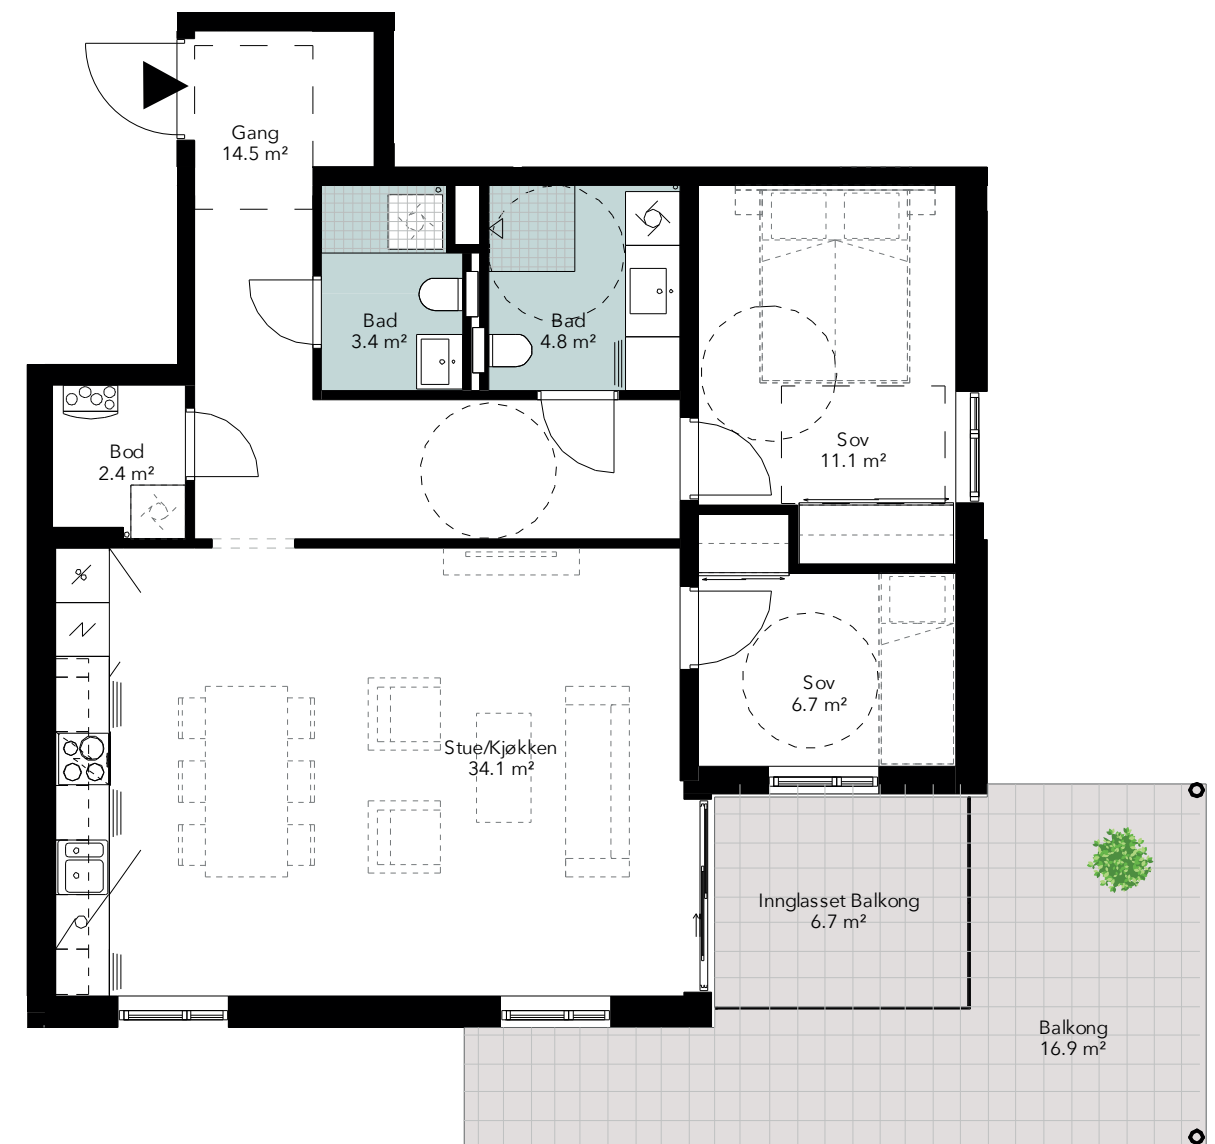 Gang
14.5 m²
Bad
3.4 m²
Bad
4.8 m²
Bod
2.4 m²
Sov
11.1 m²
Sov
6.7 m²
Stue/Kjøkken
34.1 m²
Innglasset Balkong
6.7 m²
Balkong
16.9 m²